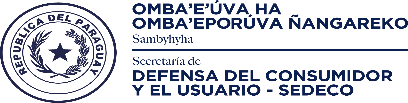 REPUBLICA DEL PARAGUAY
OMBA'E'ÚVA HA
OMBA'EPORÚVA ÑANGAREKO
Sambyhyha
Secretaría de
DEFENSA DEL CONSUMIDOR
Y EL USUARIO - SEDECO